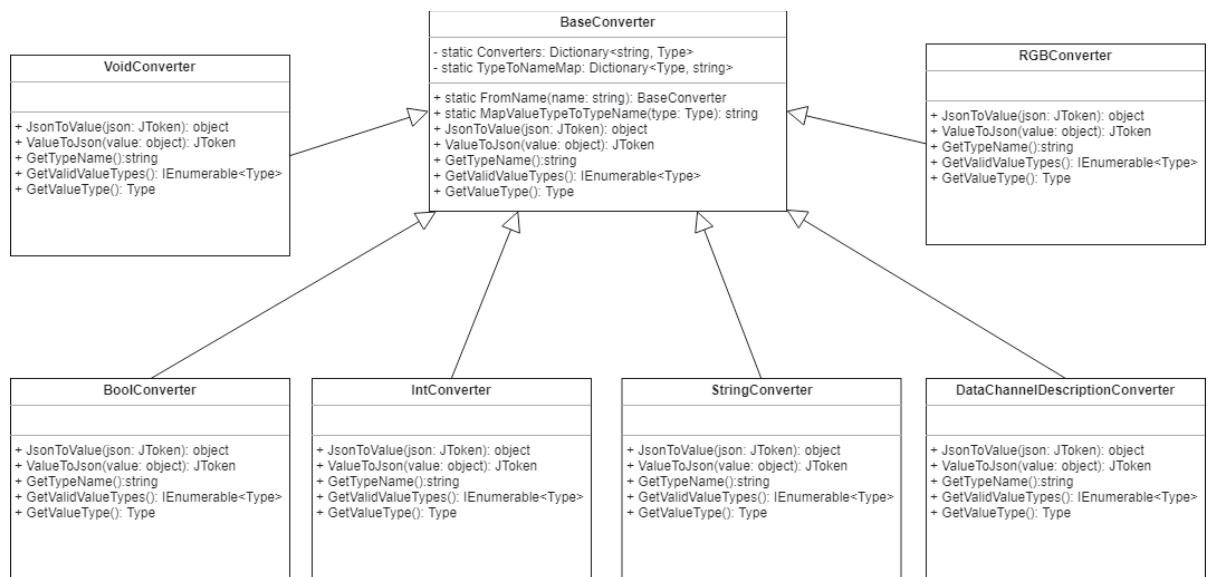 BaseConverter
- static Converters: Dictionary<string, Type>
- static TypeToNameMap: Dictionary<Type, string>
+ static FromName(name: string): BaseConverter
+ static MapValueTypeToTypeName(type: Type): string
+ JsonToValue(json: JToken): object
+ ValueToJson(value: object): JToken
+ GetTypeName():string
+ GetValidValueTypes(): IEnumerable<Type>
+ GetValueType(): Type
VoidConverter
+ JsonToValue(json: JToken): object
+ ValueToJson(value: object): JToken
+ GetTypeName():string
+ GetValidValueTypes(): IEnumerable<Type>
+ GetValueType(): Type
RGBConverter
+ JsonToValue(json: JToken): object
+ ValueToJson(value: object): JToken
+ GetTypeName():string
+ GetValidValueTypes(): IEnumerable<Type>
+ GetValueType(): Type
BoolConverter
+ JsonToValue(json: JToken): object
+ ValueToJson(value: object): JToken
+ GetTypeName():string
+ GetValidValueTypes(): IEnumerable<Type>
+ GetValueType(): Type
IntConverter
+ JsonToValue(json: JToken): object
+ ValueToJson(value: object): JToken
+ GetTypeName():string
+ GetValidValueTypes(): IEnumerable<Type>
+ GetValueType(): Type
StringConverter
+ JsonToValue(json: JToken): object
+ ValueToJson(value: object): JToken
+ GetTypeName():string
+ GetValidValueTypes(): IEnumerable<Type>
+ GetValueType(): Type
DataChannelDescriptionConverter
+ JsonToValue(json: JToken): object
+ ValueToJson(value: object): JToken
+ GetTypeName():string
+ GetValidValueTypes(): IEnumerable<Type>
+ GetValueType(): Type